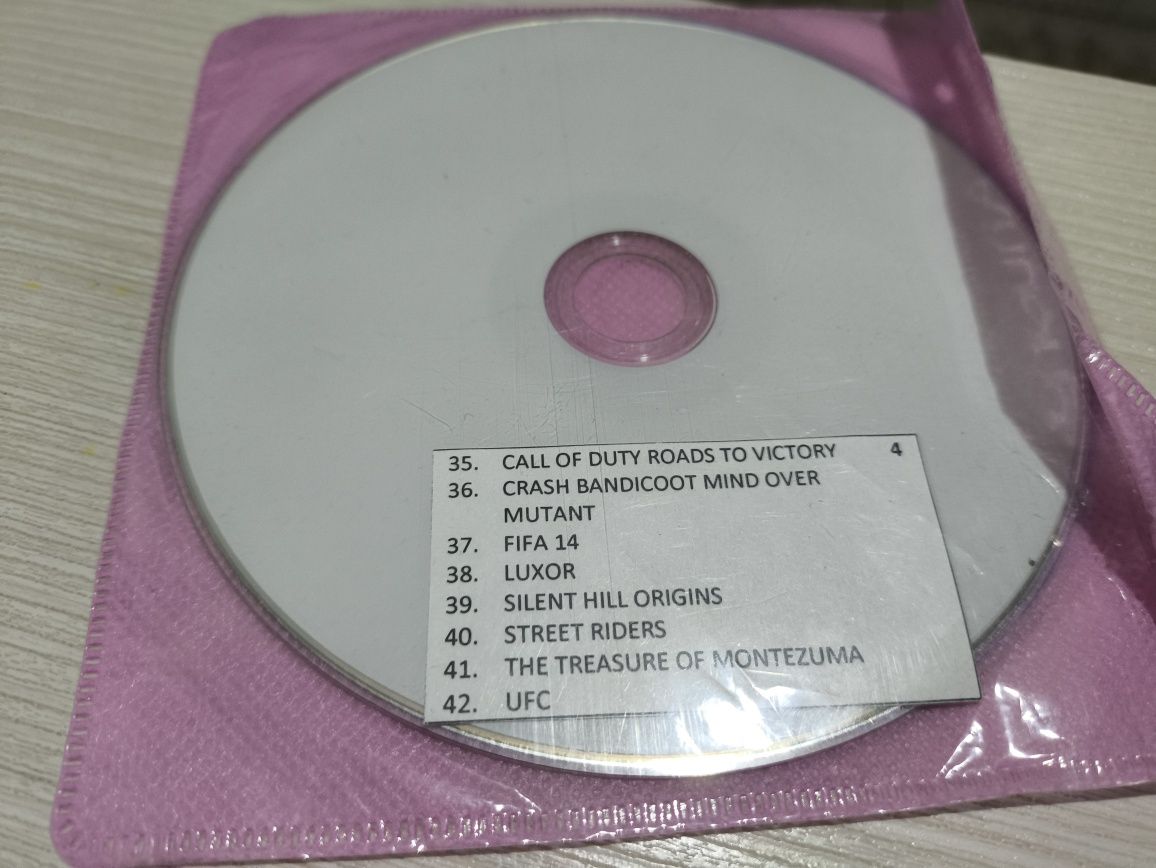 35. CALL OF DUTY ROADS TO VICTORY 4
36. CRASH BANDICOOT MIND OVER
MUTANT
37. FIFA 14
38. LUXOR
39. SILENT HILL ORIGINS
40. STREET RIDERS
41. THE TREASURE OF MONTEZUMA
42. UFC